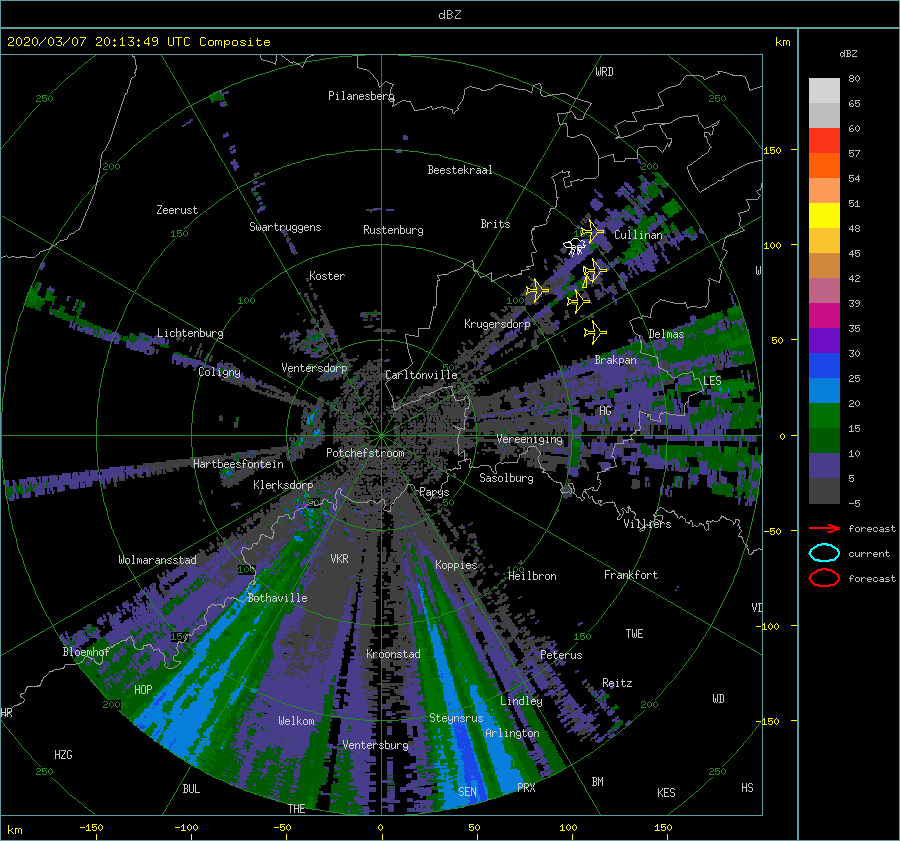 dBZ
2020/03/07 20:13:49 UTC Composite
km
dBZ
WRD
80
250
Pilanesberg
250
65
60
150
57
200
Beestekraal
200
54
Zeerust
51
Swartruggens
Brits
150
Rustenburg
Cullinan
48
100
45
W
Koster
42
100
100
39
Krugersdorp
36
Lichtenburg
Delmas
50
30
Ventersdorp
Brakpan
Coligny
Carltonville
25
LES
20
HG
15
Vereeniging
0
Potchefstroom
10
Hartbeesfontein
Sasolburg
5
Klerksdorp
Parys
50
50
-5
Villiers
forecast
-50
Wolmaransstad
VKR
current
Koppies
100
100
Heilbron
Frankfort
forecast
Bothaville
VD
-100
150
150
TWE
Bloemhof
Kroonstad
Peterus
HOP
Reitz
200
Lindley
200
WD
HR
Welkom
Steynsrus
-150
Arlington
Ventersburg
HZG
250
250
BUL
SEN
PRX
BM
KES
HS
THE
km
-150
-100
-50
0
50
100
150